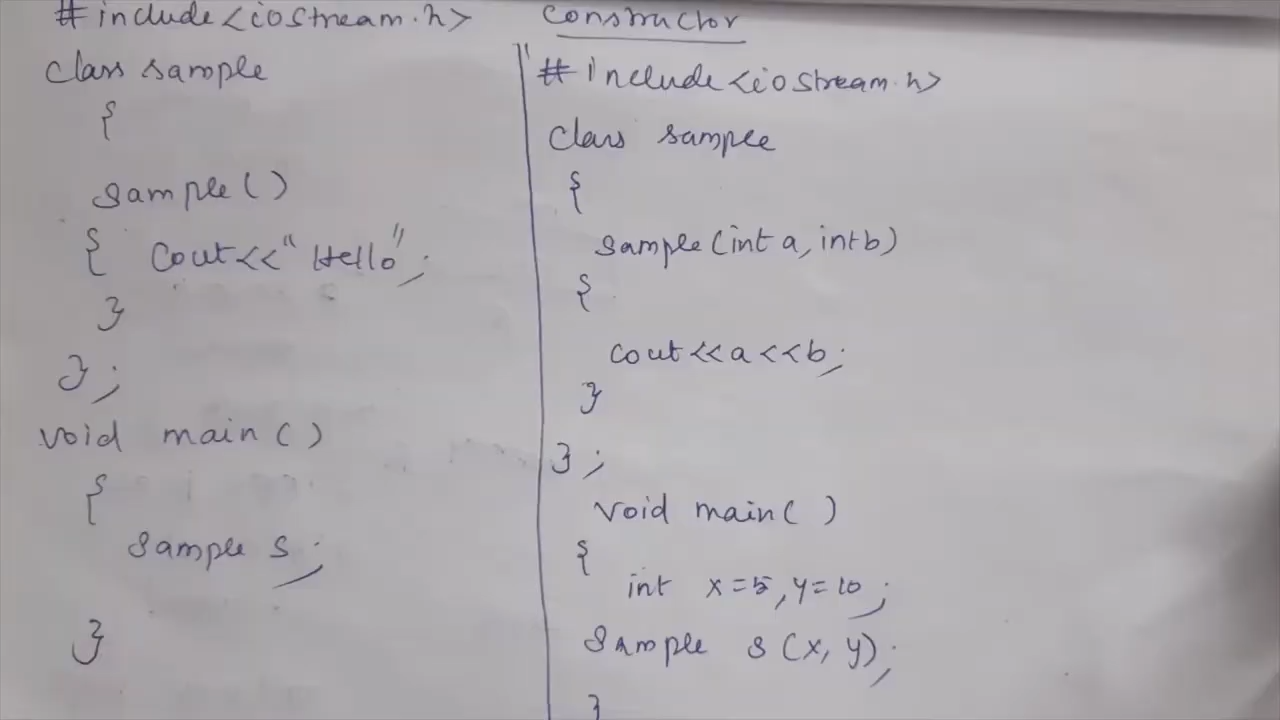 #include<iostream.h>
class sample
{
sample()
{ cout<<"Hello";
}
};
void main()
{
sample s;
}
constructor
#include<iostream.h>
class sample
{
sample(int a, int b)
{
cout<<a<<b;
}
};
void main()
{
int x=5, y=10;
sample s(x, y);
}